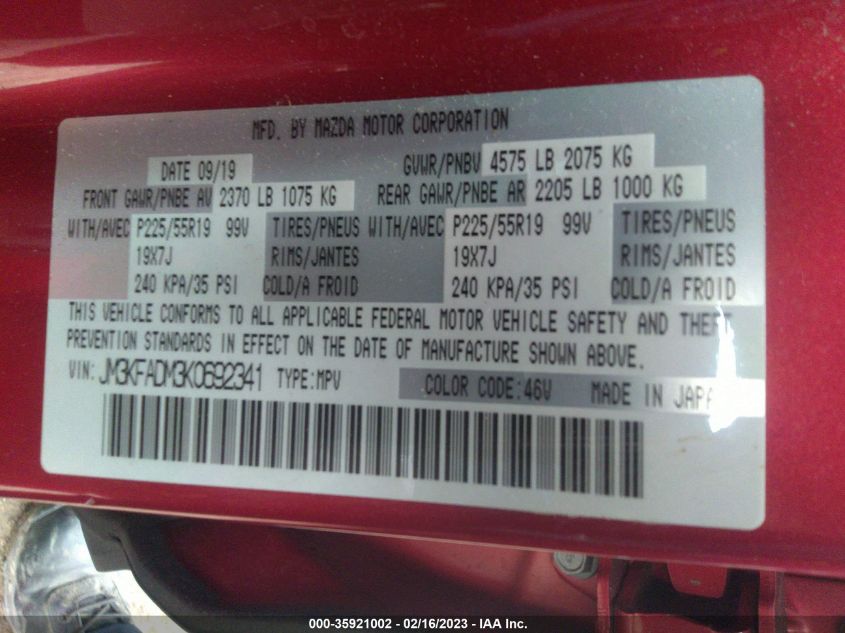 MFD. BY MAZDA MOTOR CORPORATION
DATE 09/19 GVWR/PNBV 4575 LB 2075 KG
FRONT GAWR/PNBE AV 2370 LB 1075 KG REAR GAWR/PNBE AR 2205 LB 1000 KG
WITH/AVEC P225/55R19 99V TIRES/PNEUS WITH/AVEC P225/55R19 99V TIRES/PNEUS
19X7J RIMS/JANTES 19X7J RIMS/JANTES
240 KPA/35 PSI COLD/A FROID 240 KPA/35 PSI COLD/A FROID
THIS VEHICLE CONFORMS TO ALL APPLICABLE FEDERAL MOTOR VEHICLE SAFETY AND THEFT
PREVENTION STANDARDS IN EFFECT ON THE DATE OF MANUFACTURE SHOWN ABOVE.
VIN: JM3KFADM3K0692341 TYPE:MPV COLOR CODE:46V MADE IN JAPAN
000-35921002 - 02/16/2023 - IAA Inc.